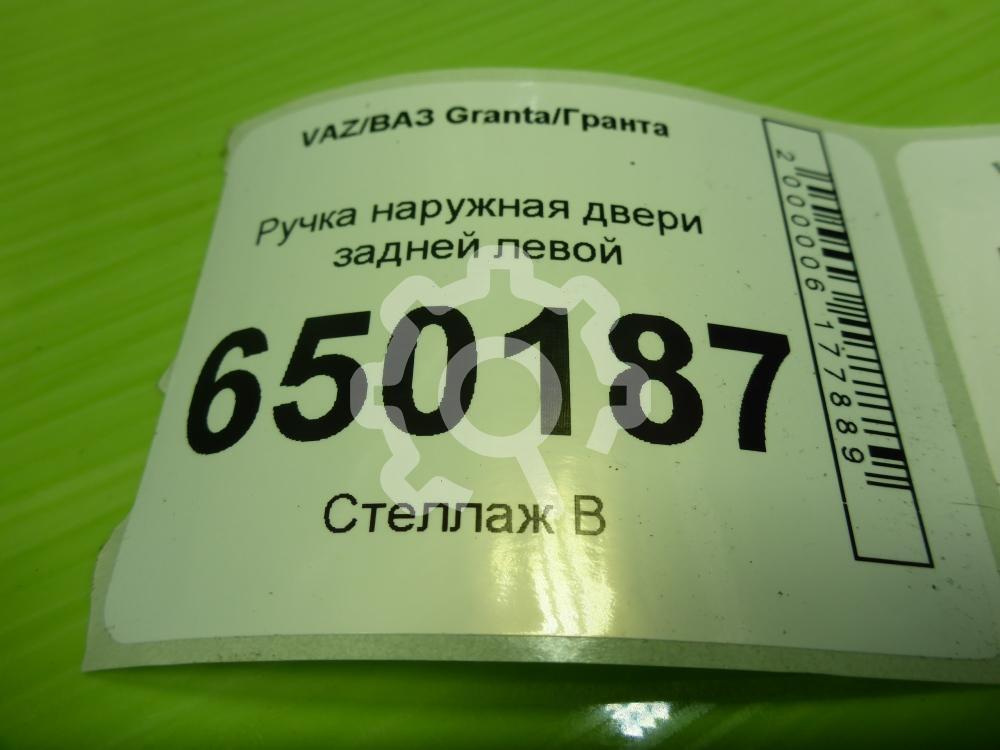 VAZ/ВАЗ Granta/Гранта
Ручка наружная двери
задней левой
650187
Стеллаж В
2000006177889